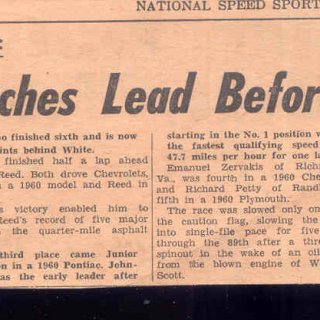 NATIONAL SPEED SPORT
ches Lead Befor
o finished sixth and is now
ints behind White.
finished half a lap ahead
Reed. Both drove Chevrolets,
n a 1960 model and Reed in
victory enabled him to
Reed's record of five major
the quarter-mile asphalt
third place came Junior
on in a 1960 Pontiac. John-
as the early leader after
starting in the No. 1 position w
the fastest qualifying speed
47.7 miles per hour for one la
Emanuel Zervakis of Rich
Va., was fourth in a 1960 Che
and Richard Petty of Randl
fifth in a 1960 Plymouth.
The race was slowed only on
the caution flag, slowing the
into single-file pace for five
through the 89th after a thre
spinout in the wake of an oil
from the blown engine of W
Scott.